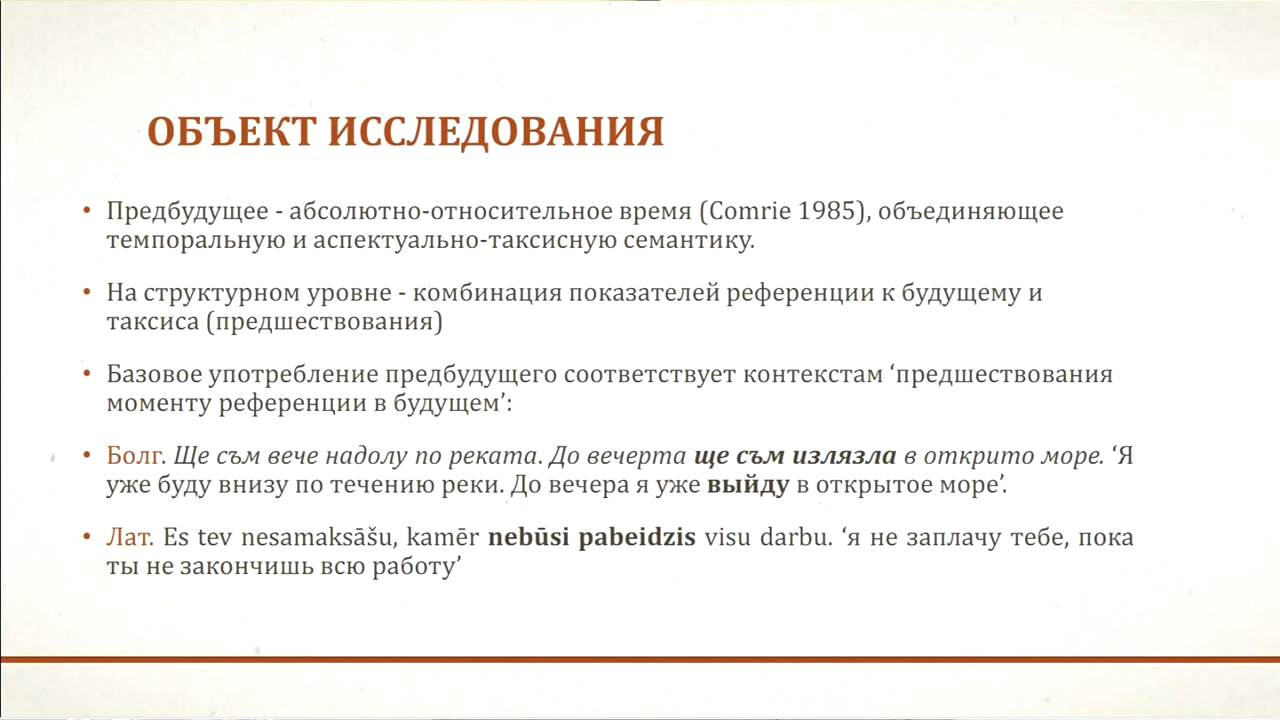 ОБЪЕКТ ИССЛЕДОВАНИЯ
• Предбудущее - абсолютно-относительное время (Comrie 1985), объединяющее
темпоральную и аспектуально-таксисную семантику.
• На структурном уровне - комбинация показателей референции к будущему и
таксиса (предшествования)
• Базовое употребление предбудущего соответствует контекстам ‘предшествования
моменту референции в будущем’:
• Болг. Ще съм вече надолу по реката. До вечерта ще съм излязла в открито море. ‘Я
уже буду внизу по течению реки. До вечера я уже выйду в открытое море’.
• Лат. Es tev nesamaksāšu, kamēr nebūsi pabeidzis visu darbu. ‘я не заплачу тебе, пока
ты не закончишь всю работу’